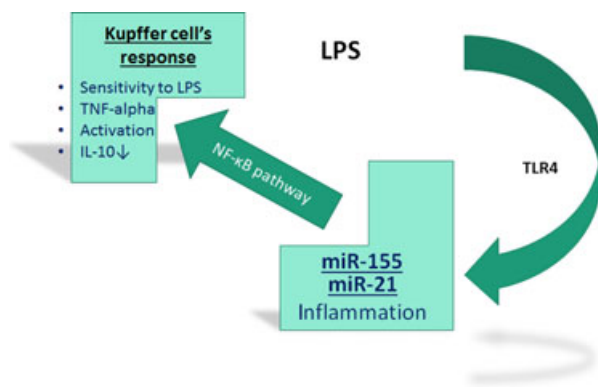 Kupffer cell's
response
LPS
• Sensitivity to LPS
• TNF-alpha
• Activation
• IL-10↓
NF-κB pathway
TLR4
miR-155
miR-21
Inflammation